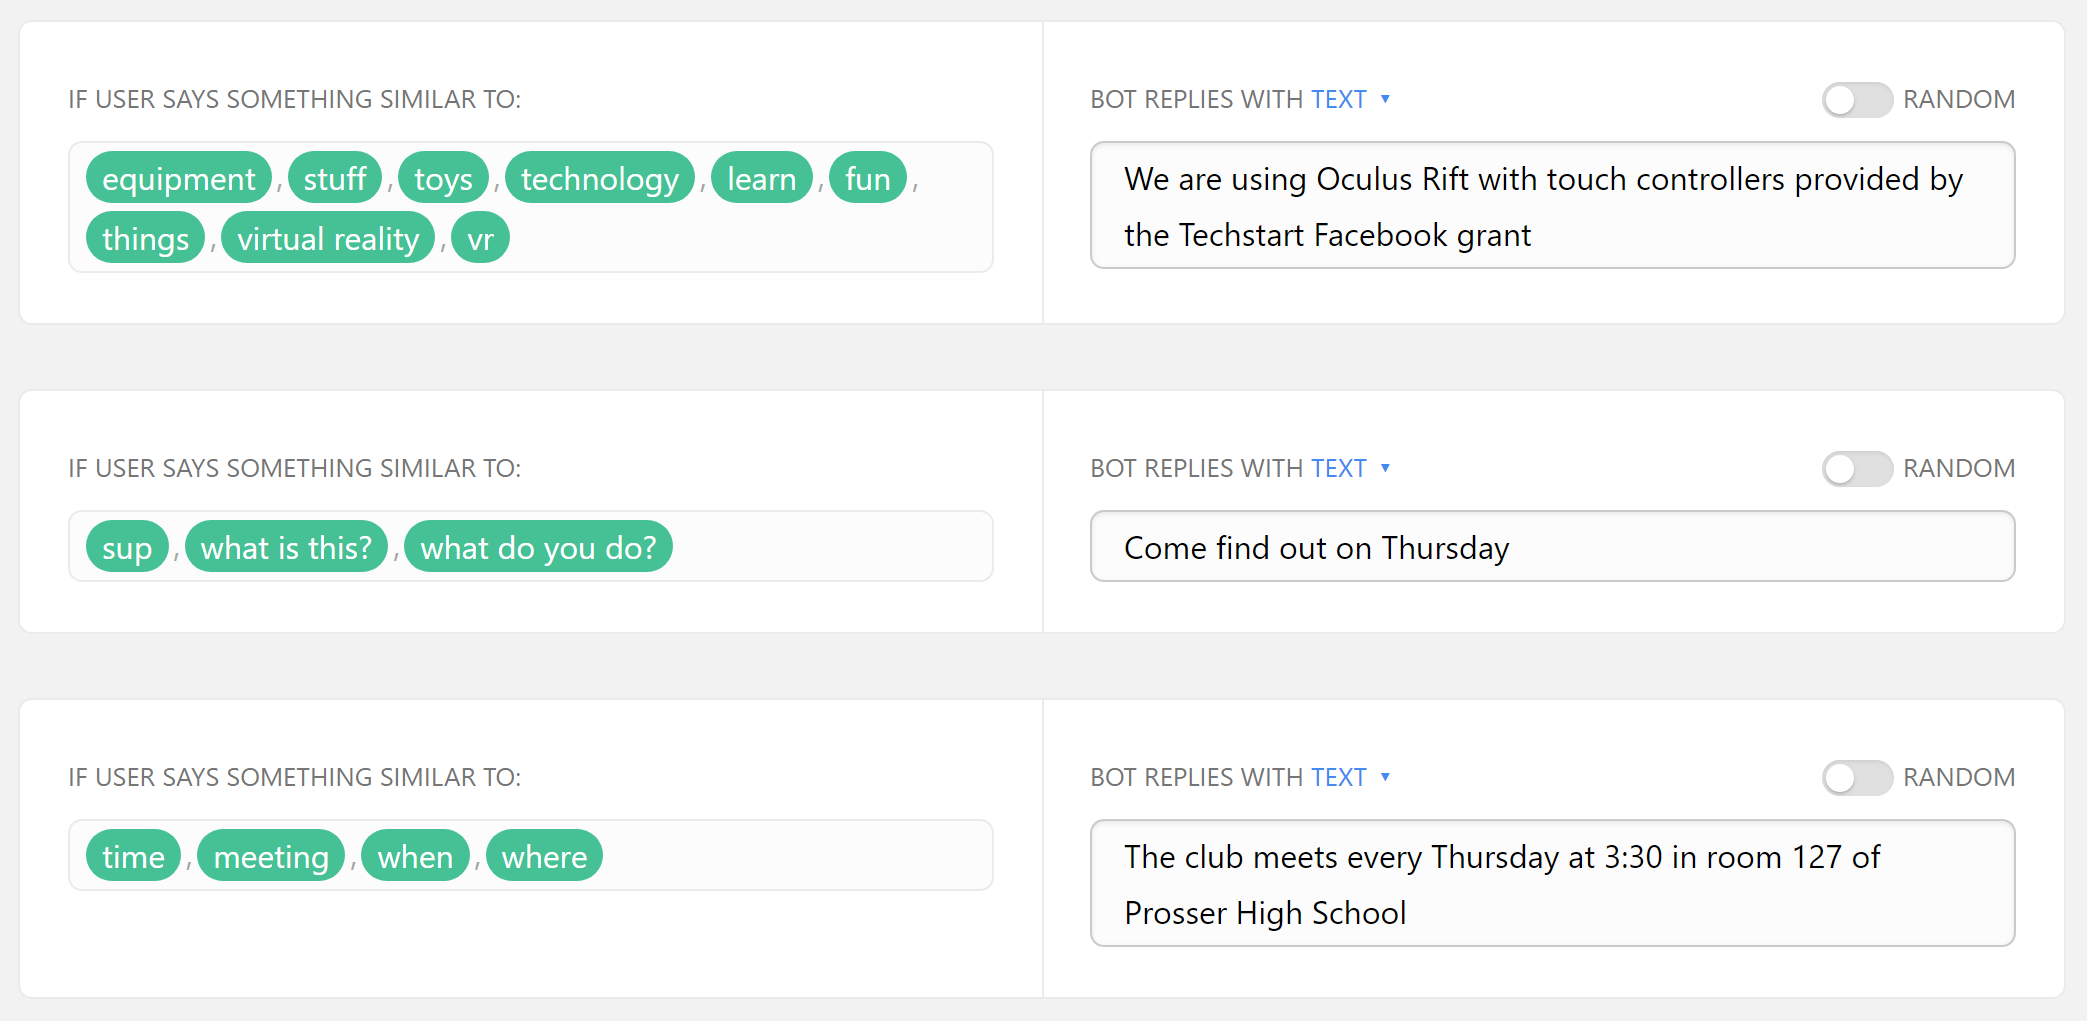 IF USER SAYS SOMETHING SIMILAR TO:
equipment , stuff , toys , technology , learn , fun ,
things , virtual reality , vr
BOT REPLIES WITH TEXT ▼ RANDOM
We are using Oculus Rift with touch controllers provided by
the Techstart Facebook grant
IF USER SAYS SOMETHING SIMILAR TO:
sup , what is this? , what do you do?
BOT REPLIES WITH TEXT ▼ RANDOM
Come find out on Thursday
IF USER SAYS SOMETHING SIMILAR TO:
time , meeting , when , where
BOT REPLIES WITH TEXT ▼ RANDOM
The club meets every Thursday at 3:30 in room 127 of
Prosser High School